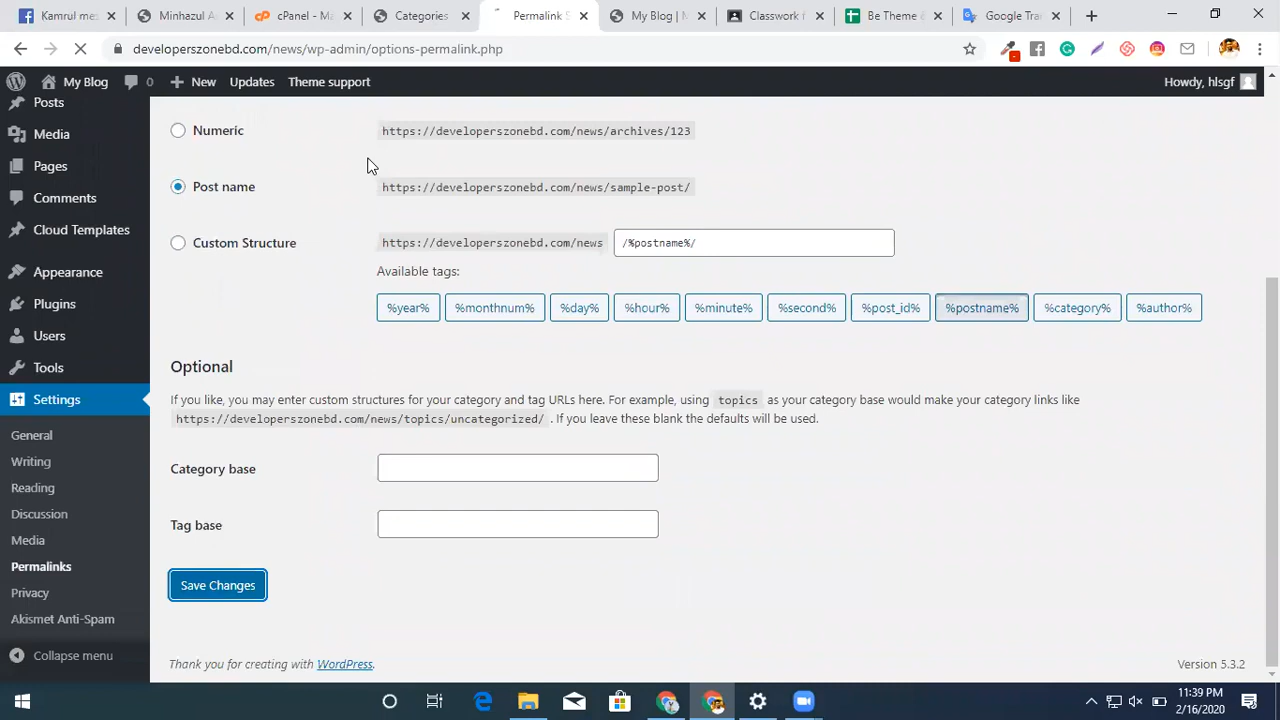 Kamrul mes
Minhazul A
cPanel - Ma
Categories
Permalink S
My Blog | M
Classwork f
Be Theme &
Google Tra
developerszonebd.com/news/wp-admin/options-permalink.php
My Blog 0 New Updates Theme support Howdy, hlsgf
Posts
Media
Pages
Comments
Cloud Templates
Appearance
Plugins
Users
Tools
Settings
General
Writing
Reading
Discussion
Media
Permalinks
Privacy
Akismet Anti-Spam
Collapse menu
Numeric https://developerszonebd.com/news/archives/123
Post name https://developerszonebd.com/news/sample-post/
Custom Structure https://developerszonebd.com/news /%postname%/
Available tags:
%year% %monthnum% %day% %hour% %minute% %second% %post_id% %postname% %category% %author%
Optional
If you like, you may enter custom structures for your category and tag URLs here. For example, using topics as your category base would make your category links like
https://developerszonebd.com/news/topics/uncategorized/ . If you leave these blank the defaults will be used.
Category base
Tag base
Save Changes
Thank you for creating with WordPress. Version 5.3.2
11:39 PM
2/16/2020